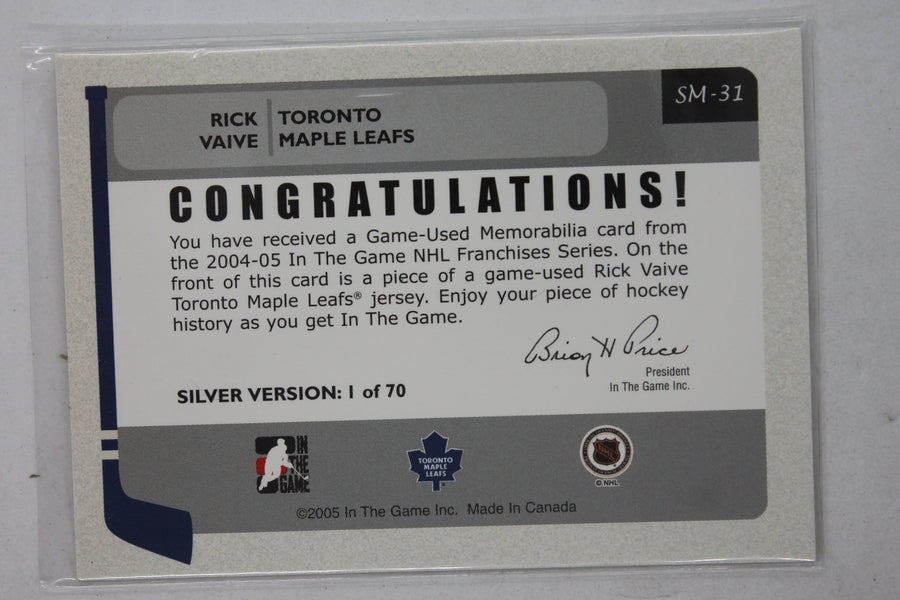 SM-31
RICK TORONTO
VAIVE MAPLE LEAFS
CONGRATULATIONS!
You have received a Game-Used Memorabilia card from
the 2004-05 In The Game NHL Franchises Series. On the
front of this card is a piece of a game-used Rick Vaive
Toronto Maple Leafs® jersey. Enjoy your piece of hockey
history as you get In The Game.
Brian H Price
President
In The Game Inc.
SILVER VERSION: 1 of 70
IN
THE
GAME
TORONTO
MAPLE
LEAFS
NHL
© NHL
©2005 In The Game Inc. Made In Canada